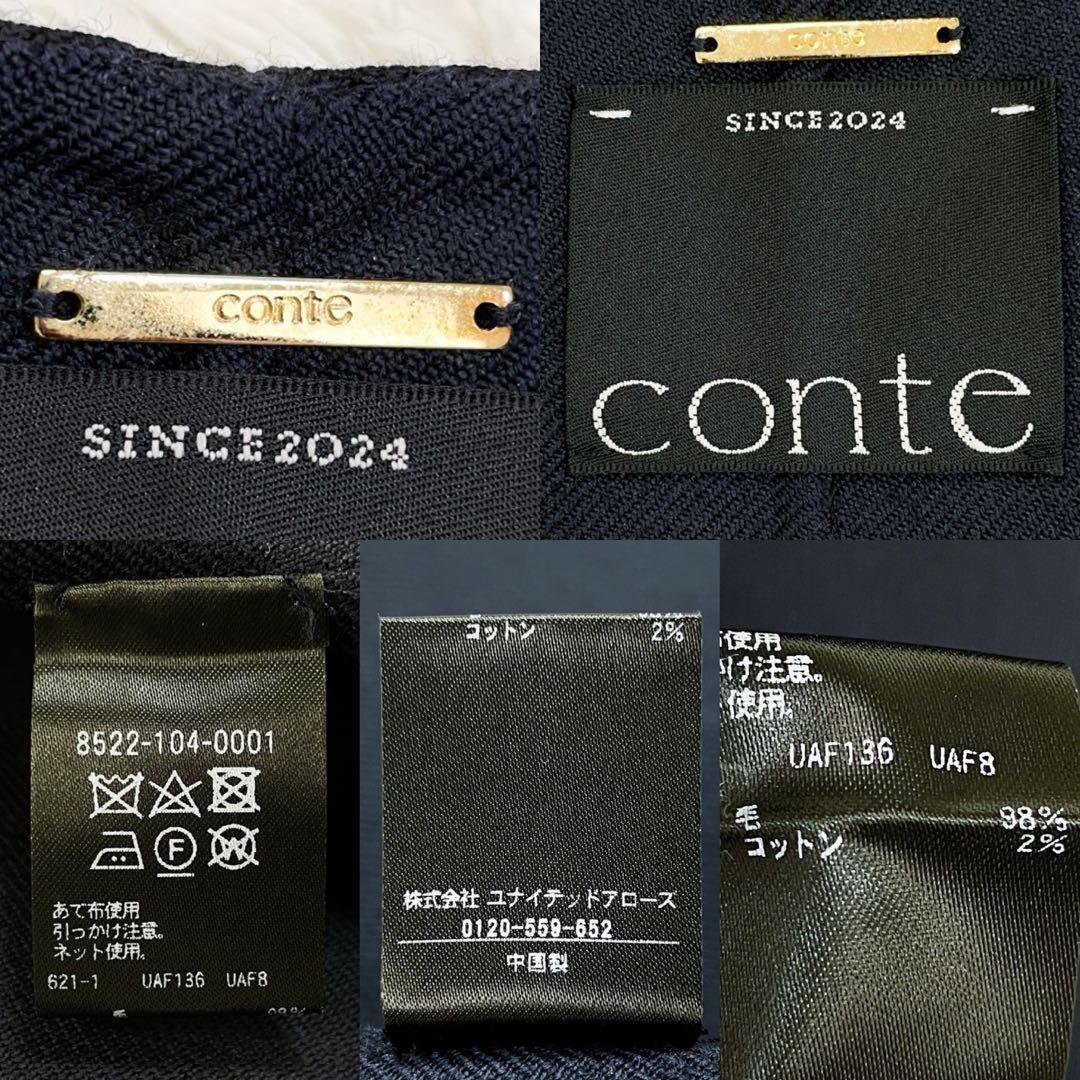 conte
SINCE2024
conte
SINCE2024
conte
8522-104-0001
F
W
あて布使用
引っかけ注意。
ネット使用。
621-1 UAF136 UAF8
コットン 2%
株式会社 ユナイテッドアローズ
0120-559-652
中国製
使用
け注意。
使用。
UAF136 UAF8
毛 98%
コットン 2%